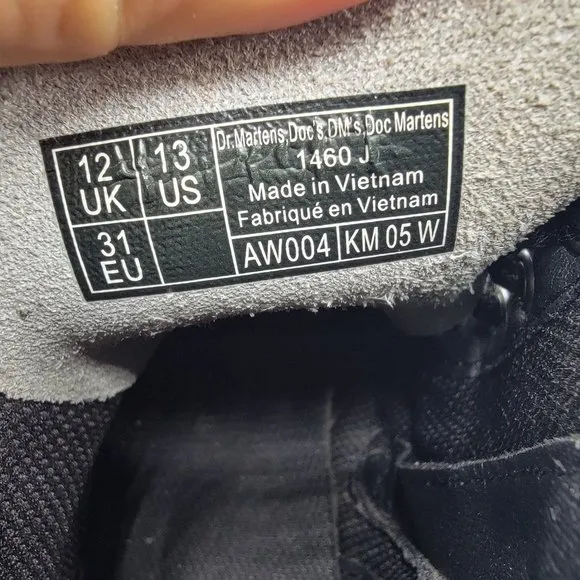 12 UK
13 US
31 EU
Dr.Martens,Doc's,DM's,Doc Martens
1460 J
Made in Vietnam
Fabriqué en Vietnam
AW004 KM 05 W